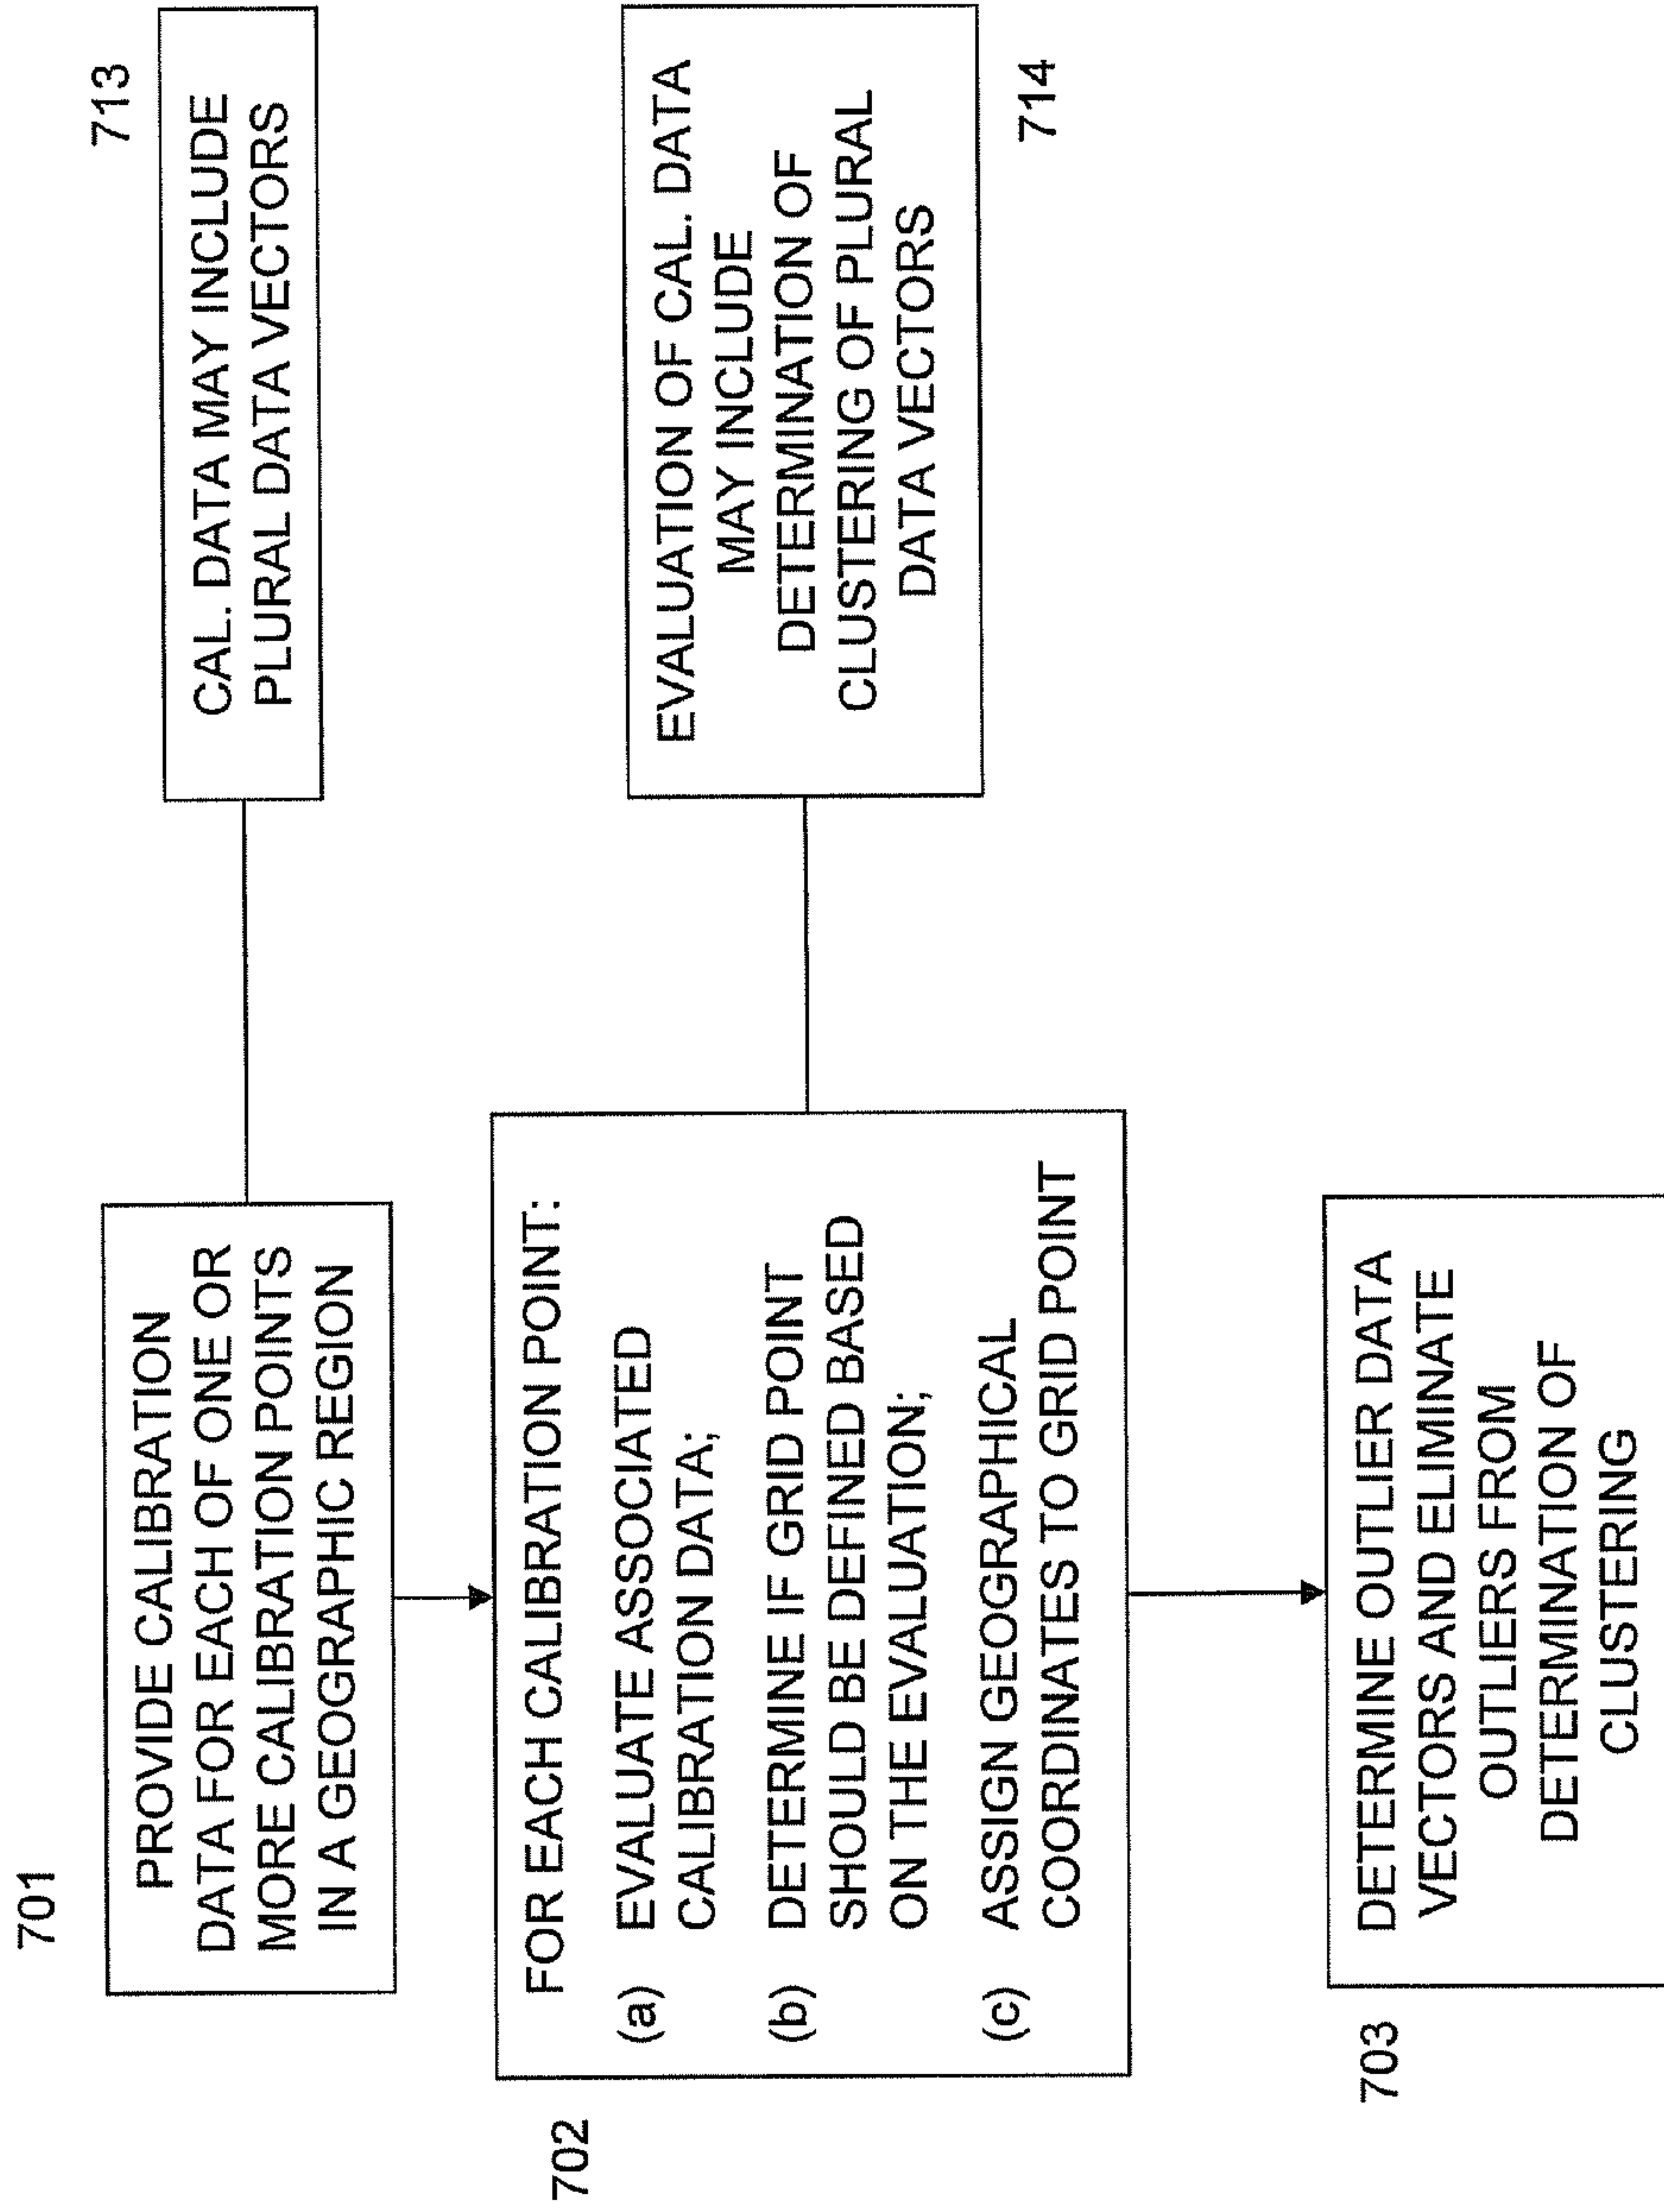 701
PROVIDE CALIBRATION
DATA FOR EACH OF ONE OR
MORE CALIBRATION POINTS
IN A GEOGRAPHIC REGION
713
CAL. DATA MAY INCLUDE
PLURAL DATA VECTORS
702
FOR EACH CALIBRATION POINT:
(a) EVALUATE ASSOCIATED
CALIBRATION DATA;
(b) DETERMINE IF GRID POINT
SHOULD BE DEFINED BASED
ON THE EVALUATION;
(c) ASSIGN GEOGRAPHICAL
COORDINATES TO GRID POINT
EVALUATION OF CAL. DATA
MAY INCLUDE
DETERMINATION OF
CLUSTERING OF PLURAL
DATA VECTORS
714
703
DETERMINE OUTLIER DATA
VECTORS AND ELIMINATE
OUTLIERS FROM
DETERMINATION OF
CLUSTERING